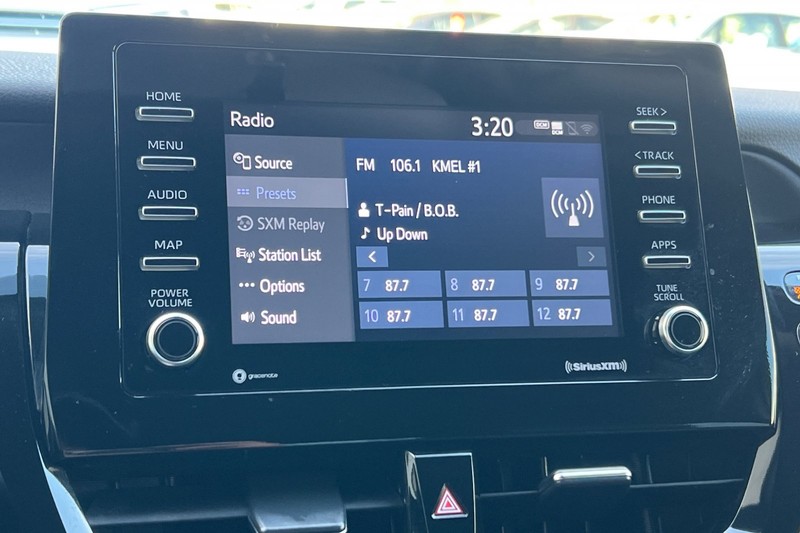 HOME
MENU
AUDIO
MAP
POWER
VOLUME
Radio
3:20
DCM
DCM
Source
Presets
SXM Replay
Station List
Options
Sound
FM 106.1 KMEL #1
T-Pain / B.O.B.
Up Down
<
>
7 87.7
8 87.7
9 87.7
10 87.7
11 87.7
12 87.7
SEEK >
< TRACK
PHONE
APPS
TUNE
SCROLL
gracenote
SiriusXM